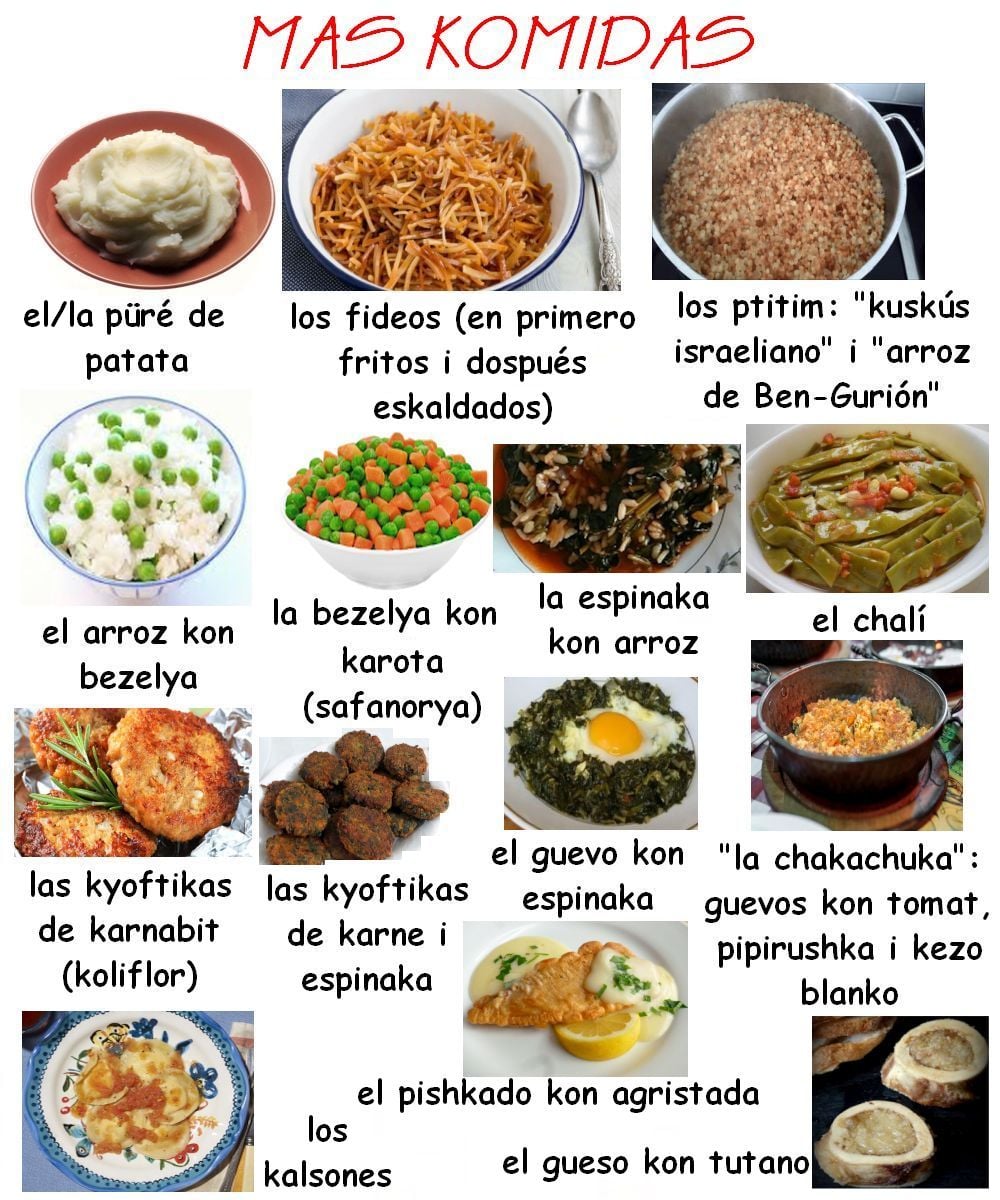 MAS KOMIDAS
el/la püré de
patata
los fideos (en primero
fritos i dospués
eskaldados)
los ptitim: "kuskús
israeliano" i "arroz
de Ben-Gurión"
el arroz kon
bezelya
la bezelya kon
karota
(safanorya)
la espinaka
kon arroz
el chalí
las kyoftikas
de karnabit
(koliflor)
las kyoftikas
de karne i
espinaka
el guevo kon
espinaka
"la chakachuka":
guevos kon tomat,
pipirushka i kezo
blanko
los
kalsones
el pishkado kon agristada
el gueso kon tutano